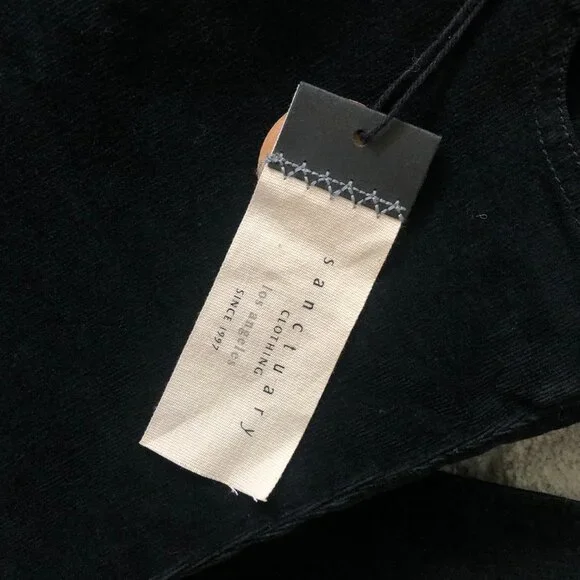 sanctuary
CLOTHING
los angeles
SINCE 1997